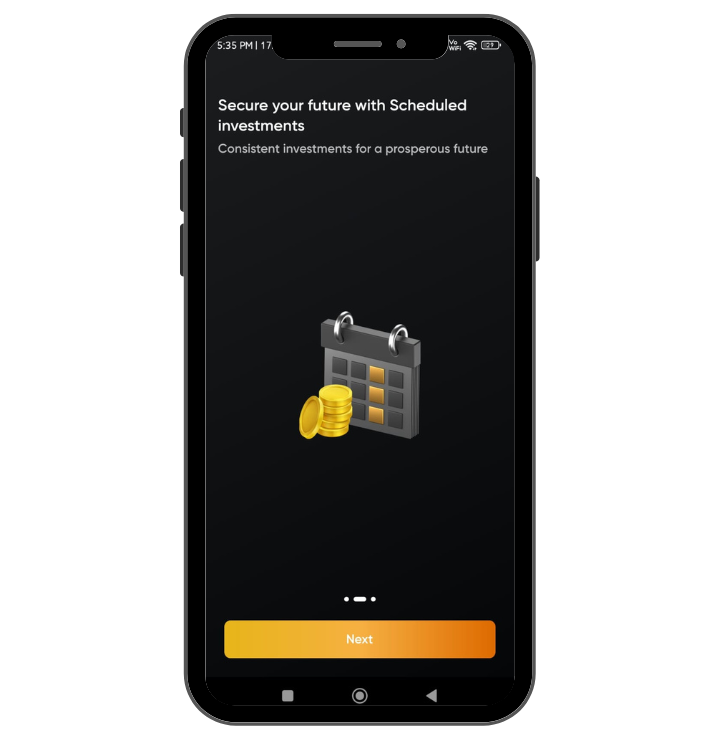 5:35 PM | 17.
Vo
WiFi
Secure your future with Scheduled
investments
Consistent investments for a prosperous future
Next